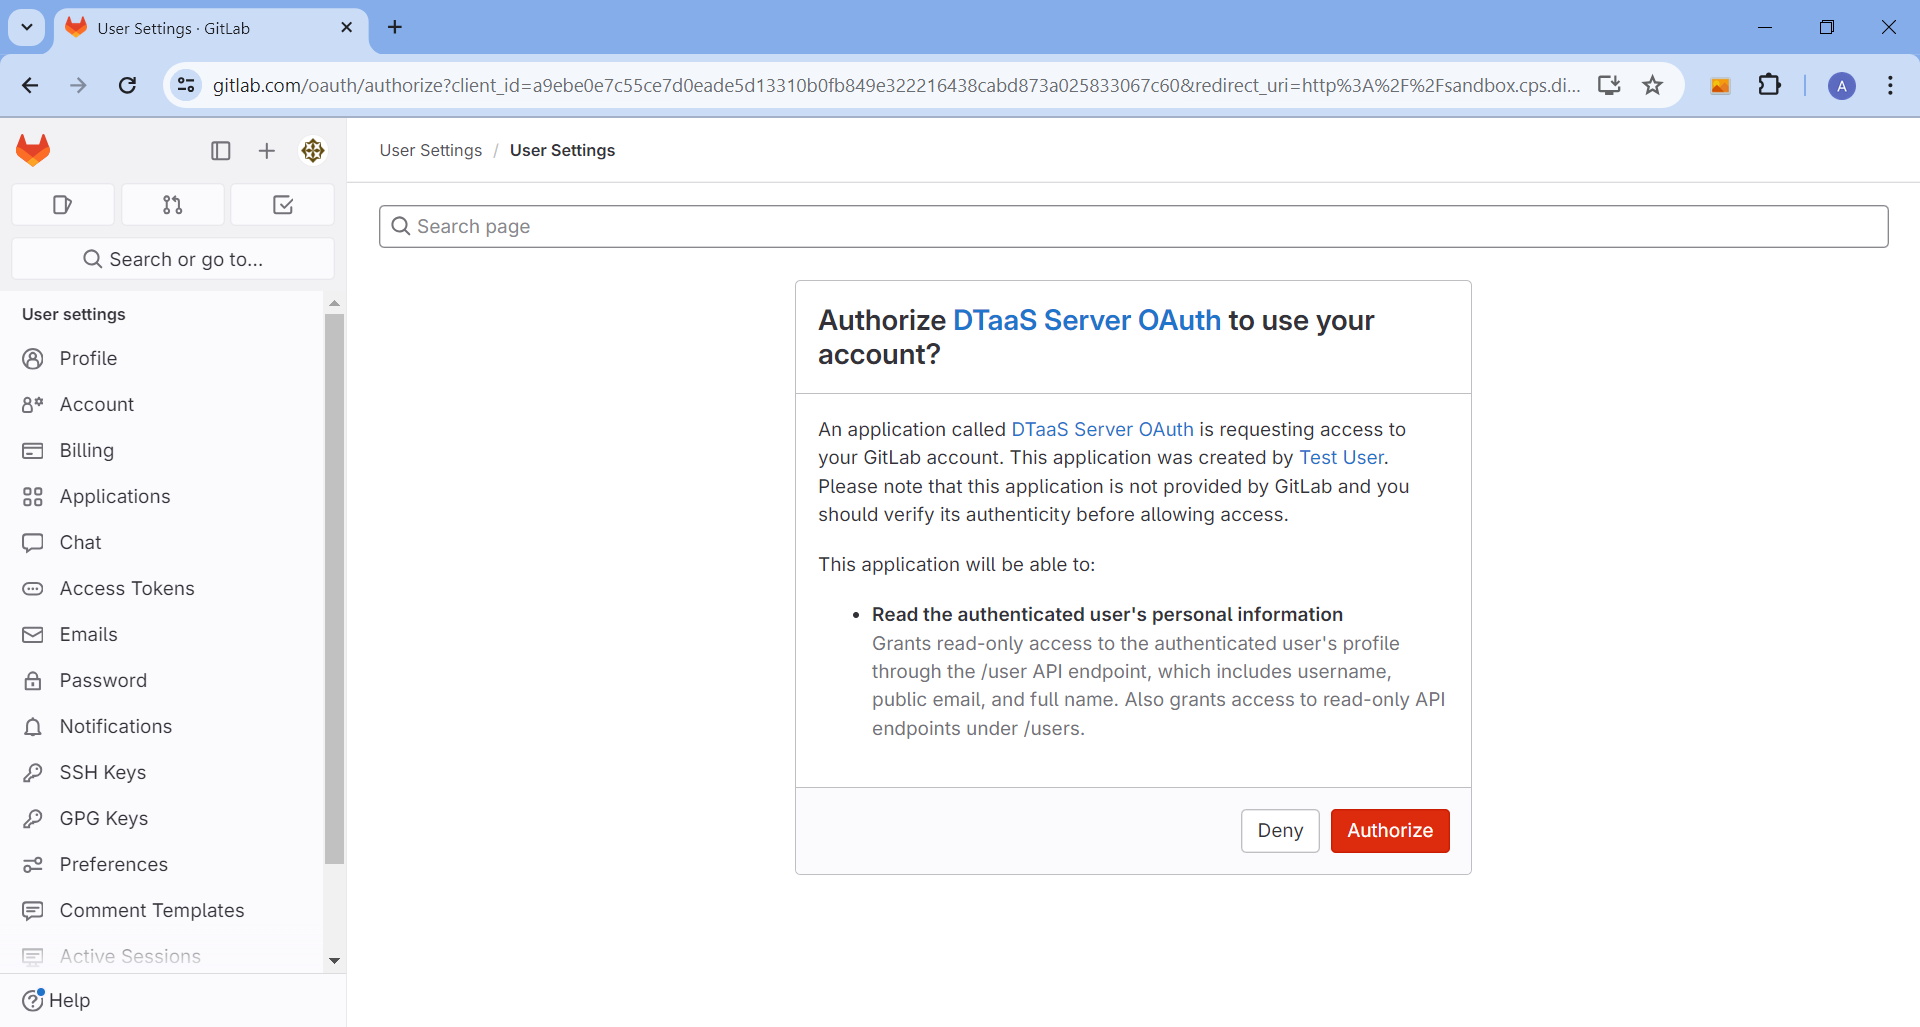 User Settings · GitLab
gitlab.com/oauth/authorize?client_id=a9ebe0e7c55ce7d0eade5d13310b0fb849e322216438cabd873a025833067c60&redirect_uri=http%3A%2F%2Fsandbox.cps.di...
A
User Settings / User Settings
Search page
Search or go to...
User settings
Profile
Account
Billing
Applications
Chat
Access Tokens
Emails
Password
Notifications
SSH Keys
GPG Keys
Preferences
Comment Templates
Active Sessions
Help
Authorize DTaaS Server OAuth to use your
account?
An application called DTaaS Server OAuth is requesting access to
your GitLab account. This application was created by Test User.
Please note that this application is not provided by GitLab and you
should verify its authenticity before allowing access.
This application will be able to:
• Read the authenticated user's personal information
Grants read-only access to the authenticated user's profile
through the /user API endpoint, which includes username,
public email, and full name. Also grants access to read-only API
endpoints under /users.
Deny
Authorize